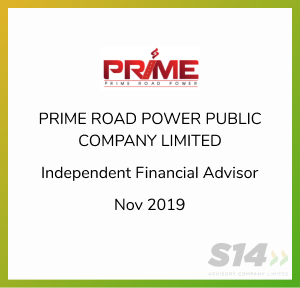 PRIME
PRIME ROAD POWER
PRIME ROAD POWER PUBLIC
COMPANY LIMITED
Independent Financial Advisor
Nov 2019
S14
ADVISORY COMPANY LIMITED